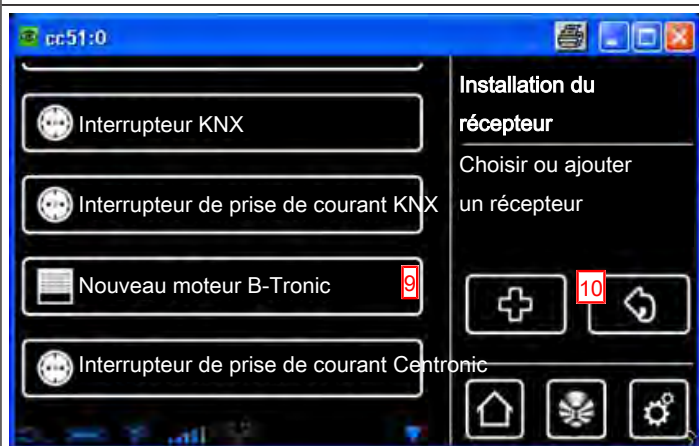 cc51:0
Interrupteur KNX
Interrupteur de prise de courant KNX
Nouveau moteur B-Tronic 9
Interrupteur de prise de courant Centronic
Installation du
récepteur
Choisir ou ajouter
un récepteur
10